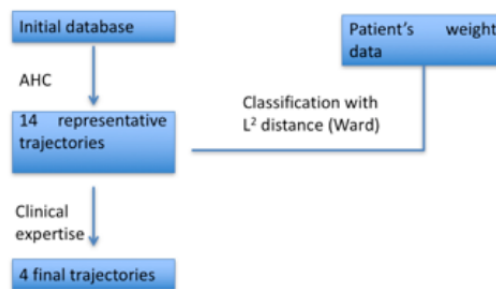 Initial database
Patient's weight
data
AHC
Classification with
L² distance (Ward)
14 representative
trajectories
Clinical
expertise
4 final trajectories